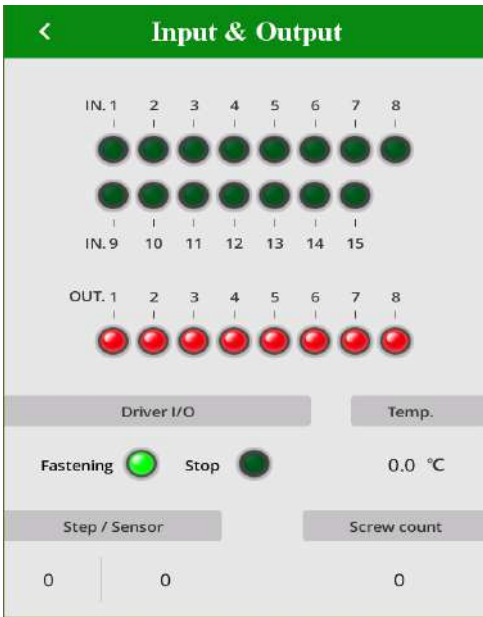 Input & Output
IN. 1 2 3 4 5 6 7 8
IN. 9 10 11 12 13 14 15
OUT. 1 2 3 4 5 6 7 8
Driver I/O Temp.
Fastening Stop 0.0 ℃
Step / Sensor Screw count
0 0 0